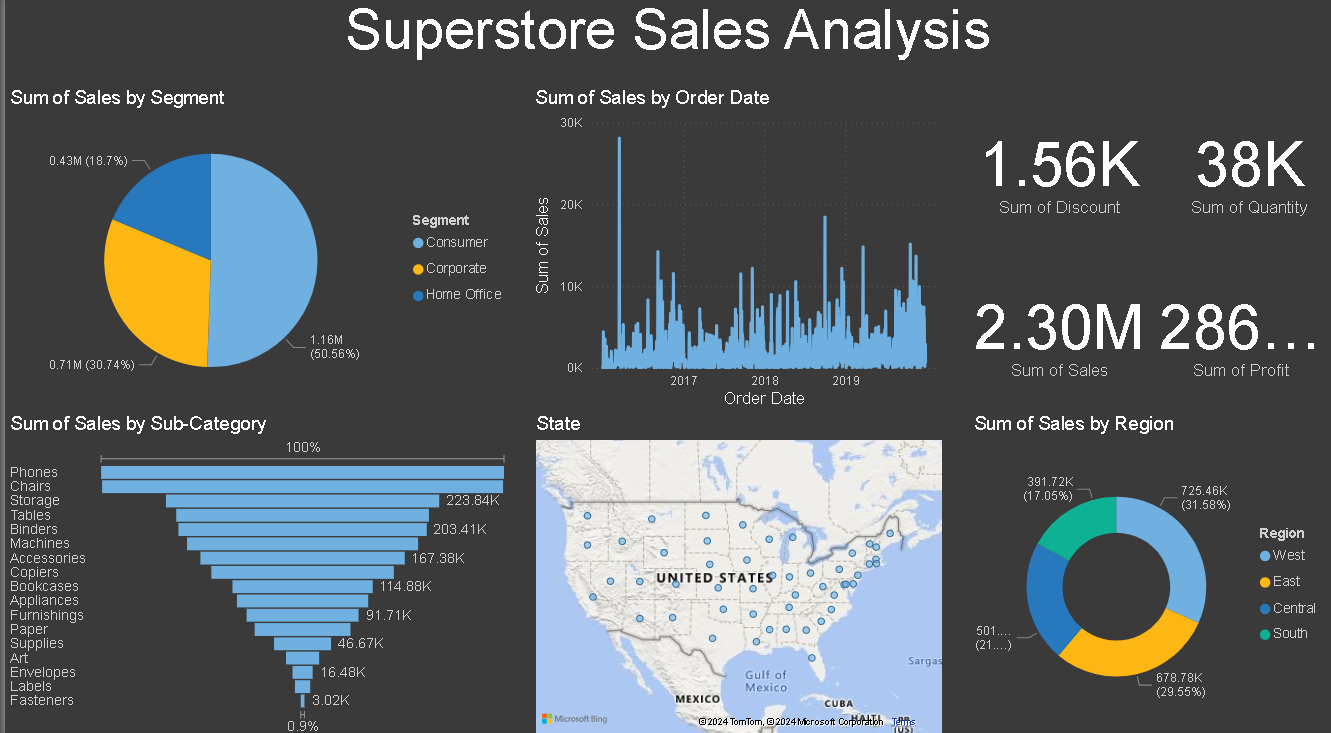 Superstore Sales Analysis
Sum of Sales by Segment
0.43M (18.7%)
0.71M (30.74%)
1.16M
(50.56%)
Segment
Consumer
Corporate
Home Office
Sum of Sales by Order Date
Sum of Sales
30K
20K
10K
0K
2017
2018
2019
Order Date
1.56K
Sum of Discount
38K
Sum of Quantity
2.30M
Sum of Sales
286...
Sum of Profit
Sum of Sales by Sub-Category
100%
Phones
Chairs
Storage
223.84K
Tables
Binders
203.41K
Machines
Accessories
167.38K
Copiers
Bookcases
114.88K
Appliances
Furnishings
91.71K
Paper
Supplies
46.67K
Art
Envelopes
16.48K
Labels
Fasteners
3.02K
0.9%
State
UNITED STATES
Gulf of
Mexico
MEXICO
CUBA
HAITI
PR
(US)
Sargas
Microsoft Bing
©2024 TomTom, ©2024 Microsoft Corporation Terms
Sum of Sales by Region
391.72K
(17.05%)
725.46K
(31.58%)
501....
(21....)
678.78K
(29.55%)
Region
West
East
Central
South